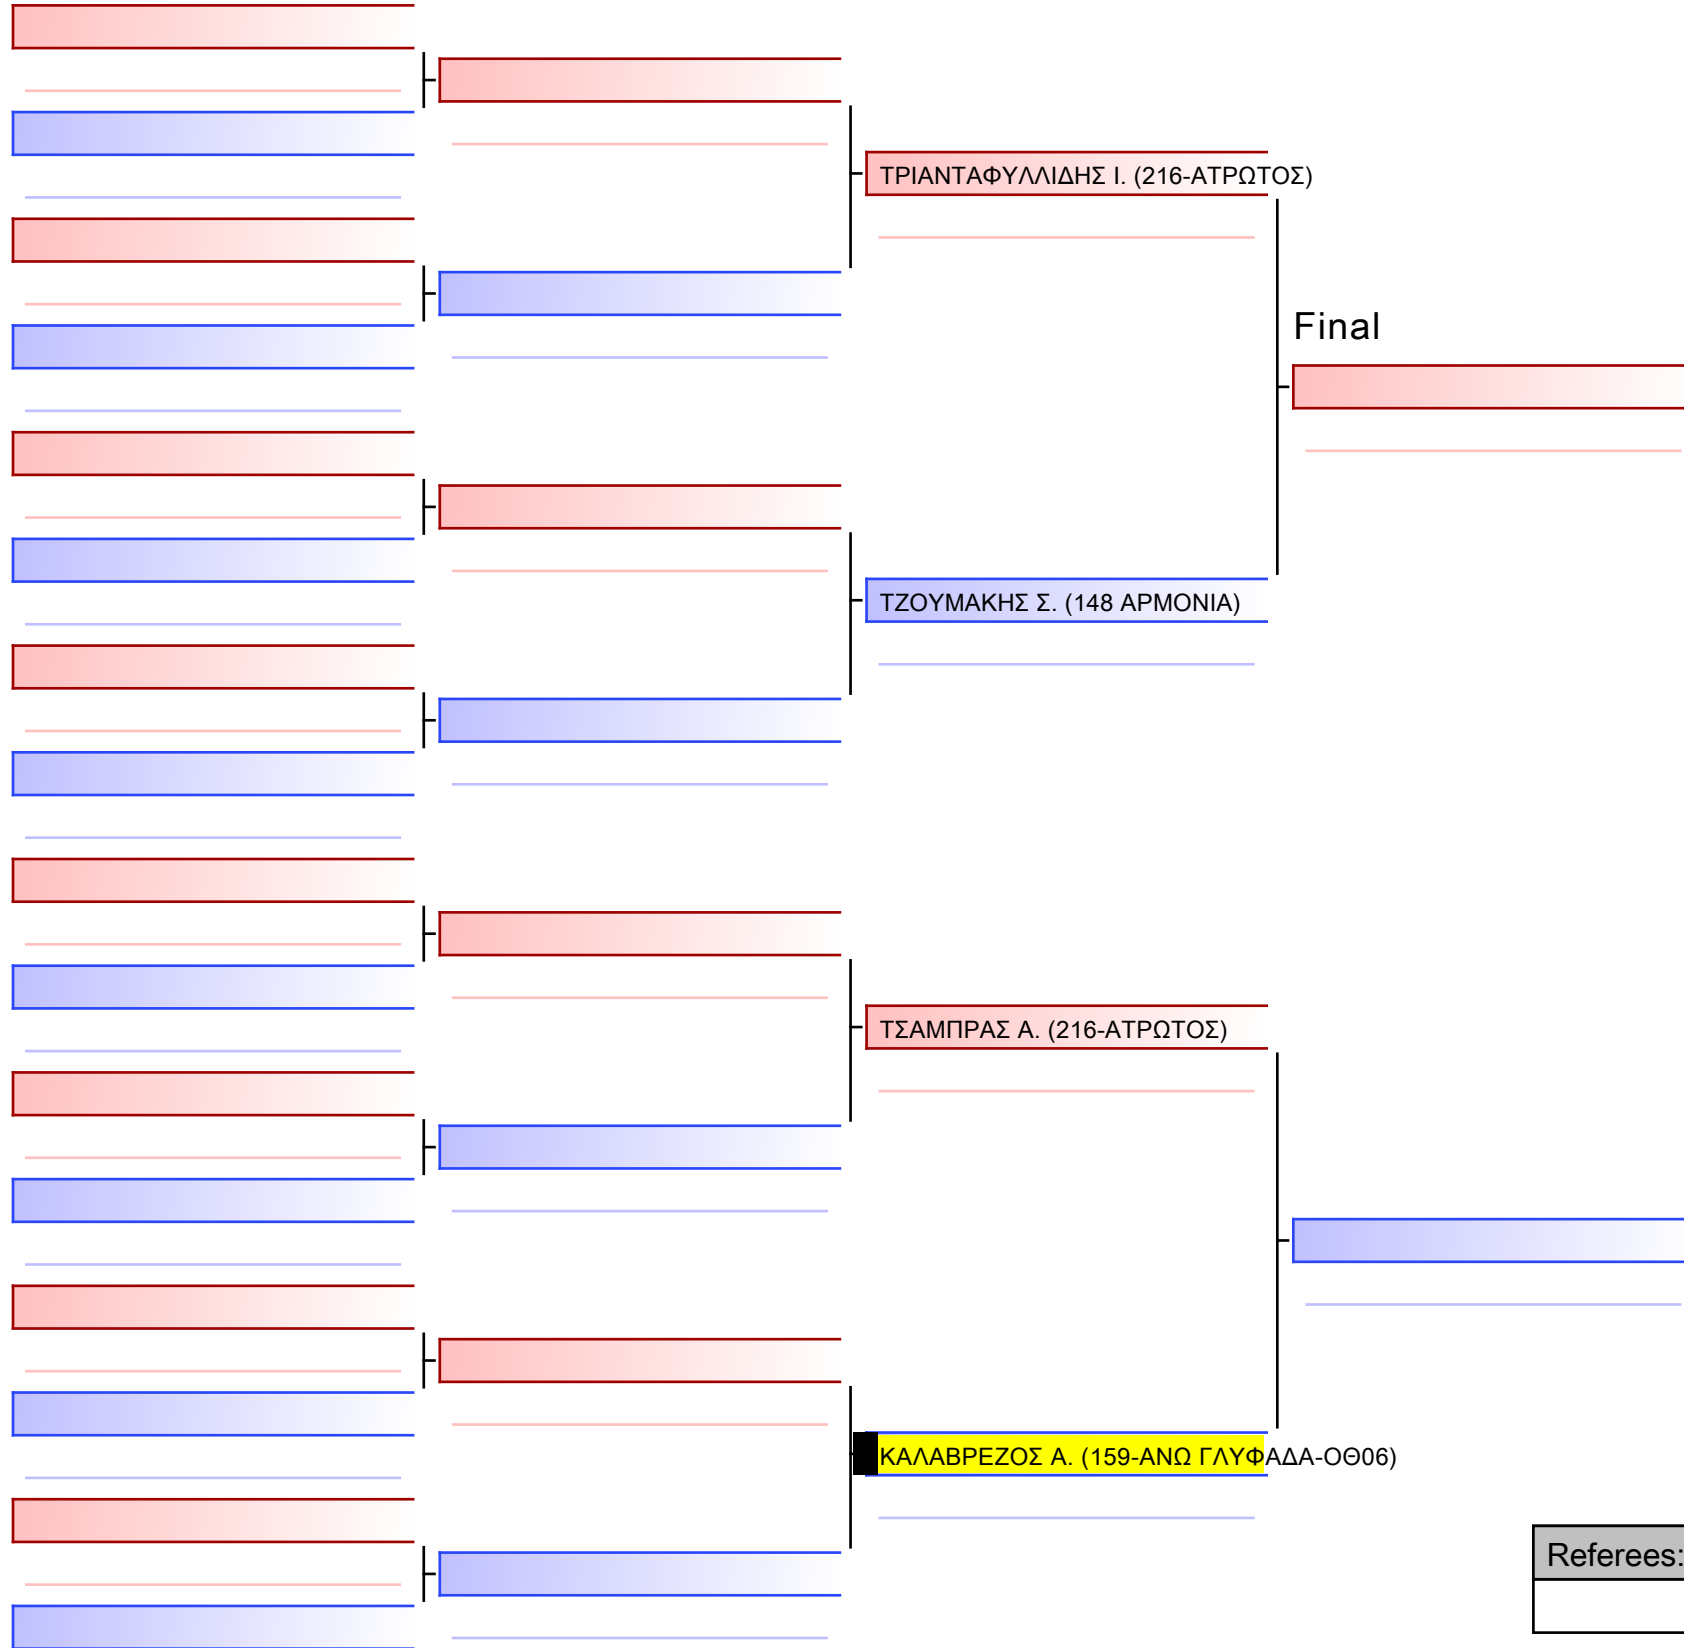 ΤΡΙΑΝΤΑΦΥΛΛΙΔΗΣ Ι. (216-ΑΤΡΩΤΟΣ)
Final
ΤΖΟΥΜΑΚΗΣ Σ. (148 ΑΡΜΟΝΙΑ)
ΤΣΑΜΠΡΑΣ Α. (216-ΑΤΡΩΤΟΣ)
ΚΑΛΑΒΡΕΖΟΣ Α. (159-ΑΝΩ ΓΛΥΦΑΔΑ-ΟΘ06)
Referees: